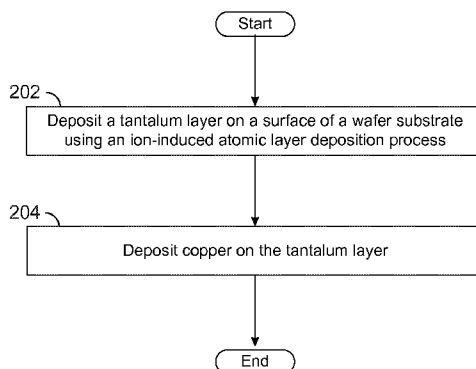 Start
202
Deposit a tantalum layer on a surface of a wafer substrate
using an ion-induced atomic layer deposition process
204
Deposit copper on the tantalum layer
End